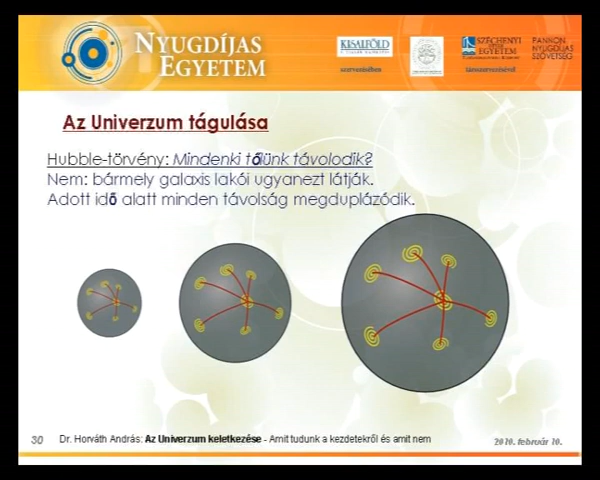 NYUGDÍJAS
EGYETEM
KISALFÖLD
szervezésében
SZÉCHENYI
EGYETEM
társszervezésével
PANNON
NYUGDÍJAS
SZÖVETSÉG
Az Univerzum tágulása
Hubble-törvény: Mindenki tőlünk távolodik?
Nem: bármely galaxis lakói ugyanezt látják.
Adott idő alatt minden távolság megduplázódik.
30 Dr. Horváth András: Az Univerzum keletkezése - Amit tudunk a kezdetekről és amit nem 2010. február 10.